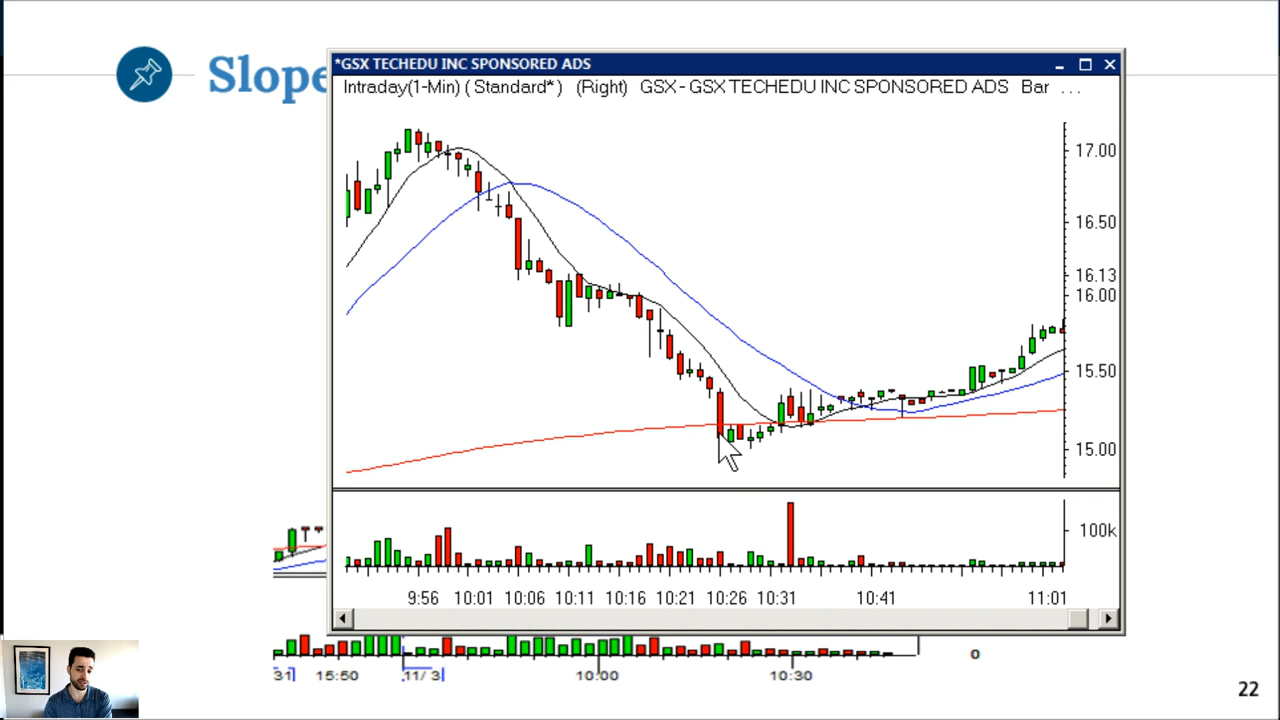 Slope
*GSX TECHEDU INC SPONSORED ADS
Intraday(1-Min) ( Standard* ) (Right) GSX - GSX TECHEDU INC SPONSORED ADS Bar ...
17.00
16.50
16.13
16.00
15.50
15.00
100k
9:56 10:01 10:06 10:11 10:16 10:21 10:26 10:31 10:41 11:01
0
31 15:50 11/ 3 10:00 10:30
22